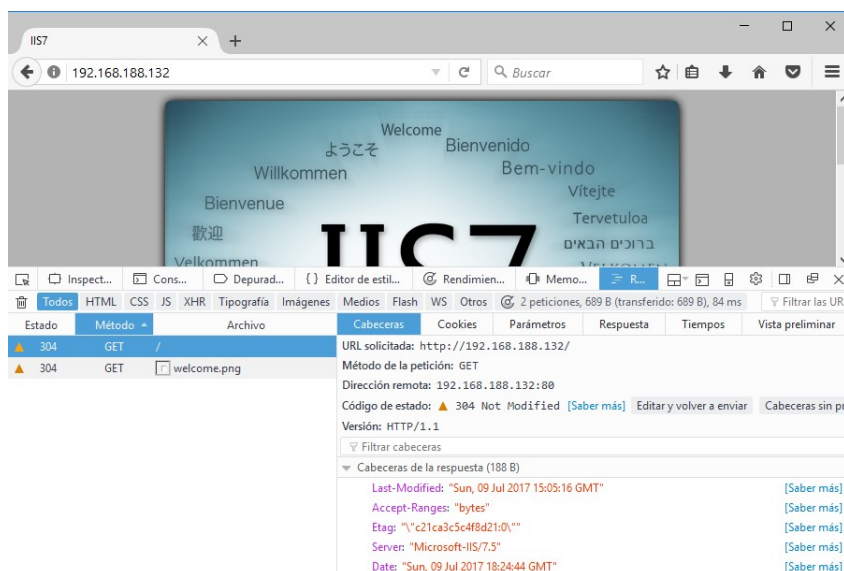 IIS7
192.168.188.132
Buscar
Welcome
ようこそ
Bienvenido
Willkommen
Bem-vindo
Bienvenue
Vítejte
Tervetuloa
歡迎
ברוכים הבאים
IIS7
Velkommen
VELKOMEN
Inspect... Cons... Depurad... {} Editor de estil... Rendimien... Memo... R...
Todos HTML CSS JS XHR Tipografía Imágenes Medios Flash WS Otros 2 peticiones, 689 B (transferido: 689 B), 84 ms Filtrar las UR
Estado Método Archivo Cabeceras Cookies Parámetros Respuesta Tiempos Vista preliminar
304 GET /
304 GET welcome.png
URL solicitada: http://192.168.188.132/
Método de la petición: GET
Dirección remota: 192.168.188.132:80
Código de estado: 304 Not Modified [Saber más] Editar y volver a enviar Cabeceras sin pr
Versión: HTTP/1.1
Filtrar cabeceras
Cabeceras de la respuesta (188 B)
Last-Modified: "Sun, 09 Jul 2017 15:05:16 GMT" [Saber más]
Accept-Ranges: "bytes" [Saber más]
Etag: "\"c21ca3c5c4f8d21:0\"" [Saber más]
Server: "Microsoft-IIS/7.5" [Saber más]
Date: "Sun, 09 Jul 2017 18:24:44 GMT" [Saber más]